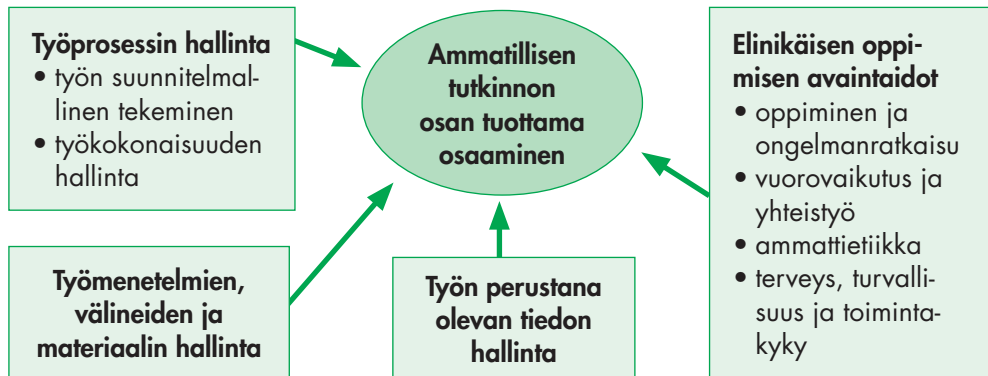 Työprosessin hallinta
• työn suunnitelmal-
linen tekeminen
• työkokonaisuuden
hallinta
Ammatillisen
tutkinnon
osan tuottama
osaaminen
Elinikäisen oppi-
misen avaintaidot
• oppiminen ja
ongelmanratkaisu
• vuorovaikutus ja
yhteistyö
• ammattietiikka
• terveys, turvalli-
suus ja toiminta-
kyky
Työmenetelmien,
välineiden ja
materiaalin hallinta
Työn perustana
olevan tiedon
hallinta